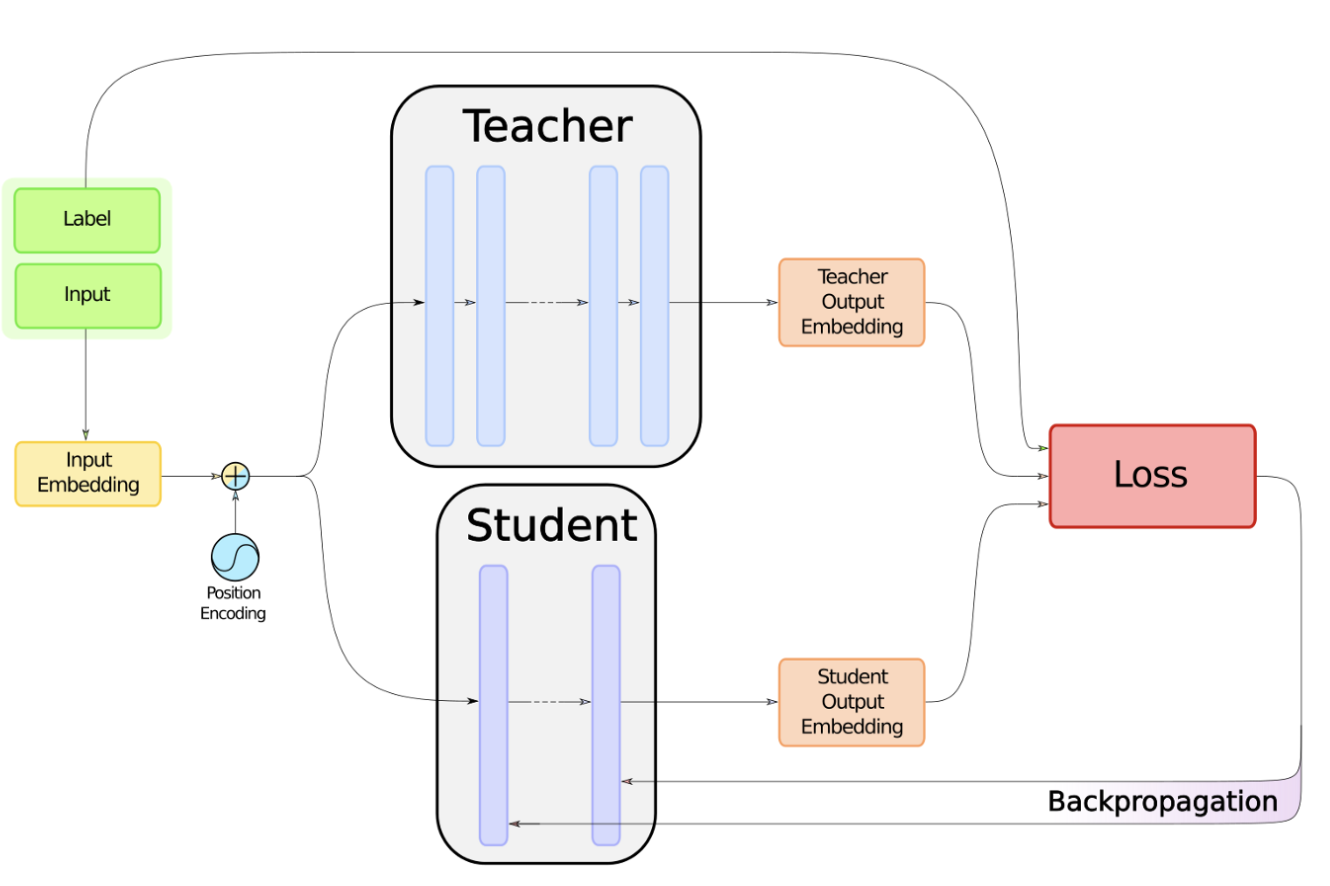 Teacher
Label
Input
Teacher
Output
Embedding
Input
Embedding
Loss
Student
Position
Encoding
Student
Output
Embedding
Backpropagation